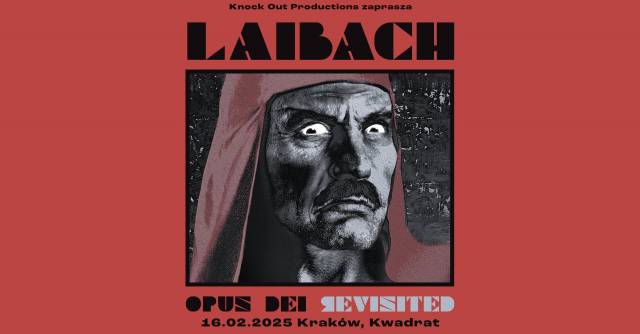 Knock Out Productions zaprasza
LAIBACH
OPUS DEI REVISITED
16.02.2025 Kraków, Kwadrat